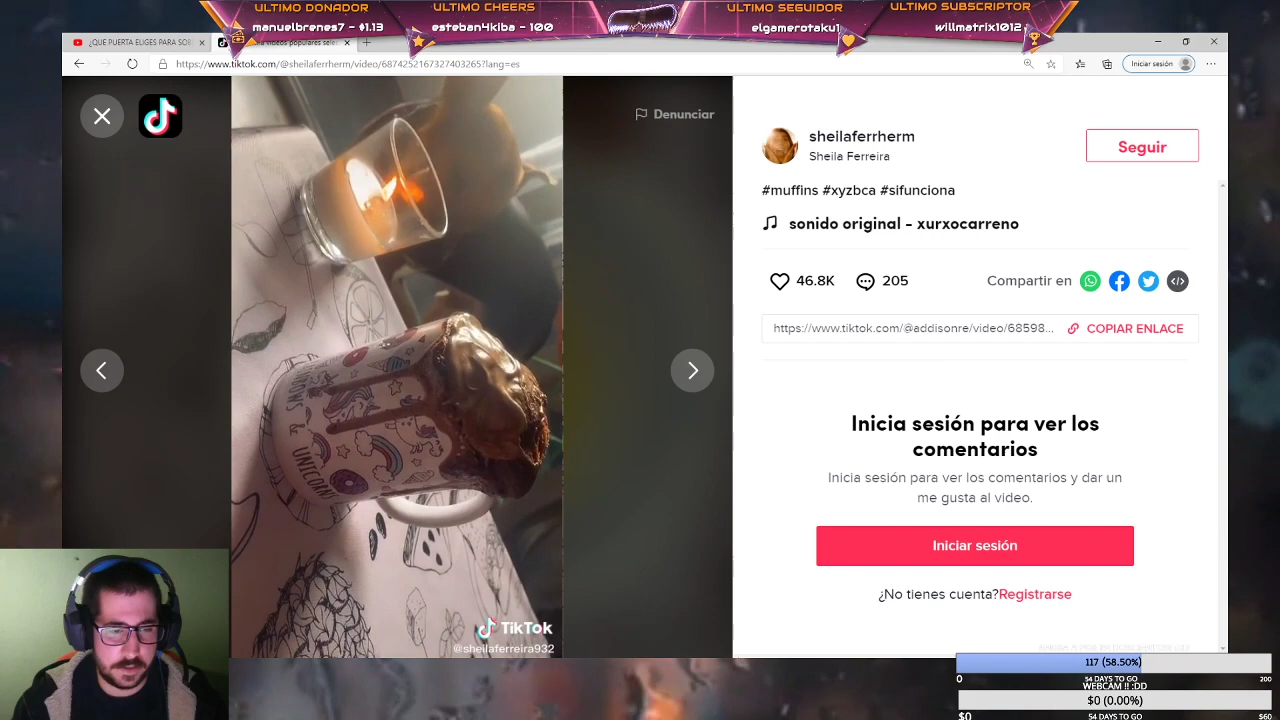 ULTIMO DONADOR
manuelbrenes7 - $1.13
ULTIMO CHEERS
esteban4kiba - 100
ULTIMO SEGUIDOR
elgamerotaku1
ULTIMO SUBSCRIPTOR
willmatrix1012
¿QUE PUERTA ELIGES PARA SOB
https://www.tiktok.com/@sheilaferrherm/video/6874252167327403265?lang=es
Iniciar sesión
Denunciar
sheilaferrherm
Sheila Ferreira
Seguir
#muffins #xyzbca #sifunciona
sonido original - xurxocarreno
46.8K
205
Compartir en
https://www.tiktok.com/@addisonre/video/68598...
COPIAR ENLACE
Inicia sesión para ver los
comentarios
Inicia sesión para ver los comentarios y dar un
me gusta al video.
Iniciar sesión
¿No tienes cuenta?Registrarse
UNICORN
TikTok
@sheilaferreira932
117 (58.50%)
0
54 DAYS TO GO
200
WEBCAM !! :DD
$0 (0.00%)
$0
54 DAYS TO GO
$60